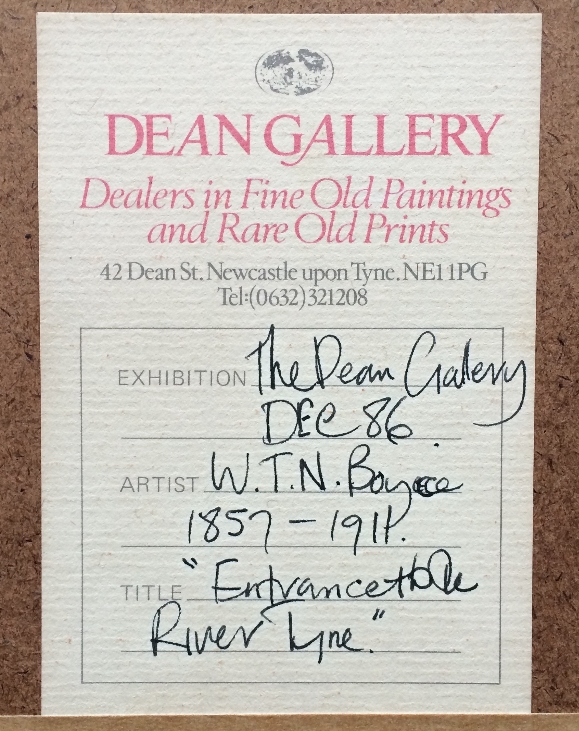 DEAN GALLERY
Dealers in Fine Old Paintings
and Rare Old Prints
42 Dean St. Newcastle upon Tyne. NE1 1PG
Tel:(0632)321208
EXHIBITION The Dean Gallery
DEC 86.
ARTIST W.T.N. Boyce
1857 - 1911.
TITLE "Entrance to the
River Tyne."